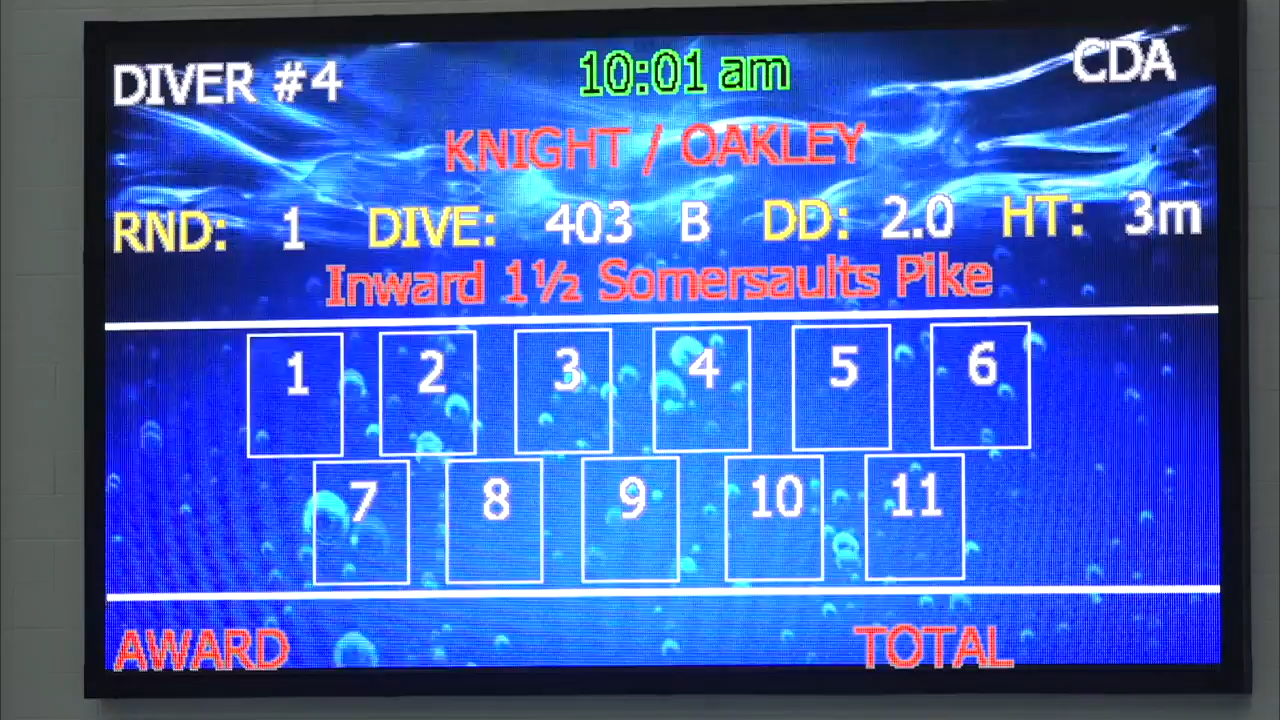 DIVER #4 10:01 am CDA
KNIGHT / OAKLEY
RND: 1 DIVE: 403 B DD: 2.0 HT: 3m
Inward 1½ Somersaults Pike
1 2 3 4 5 6
7 8 9 10 11
AWARD TOTAL